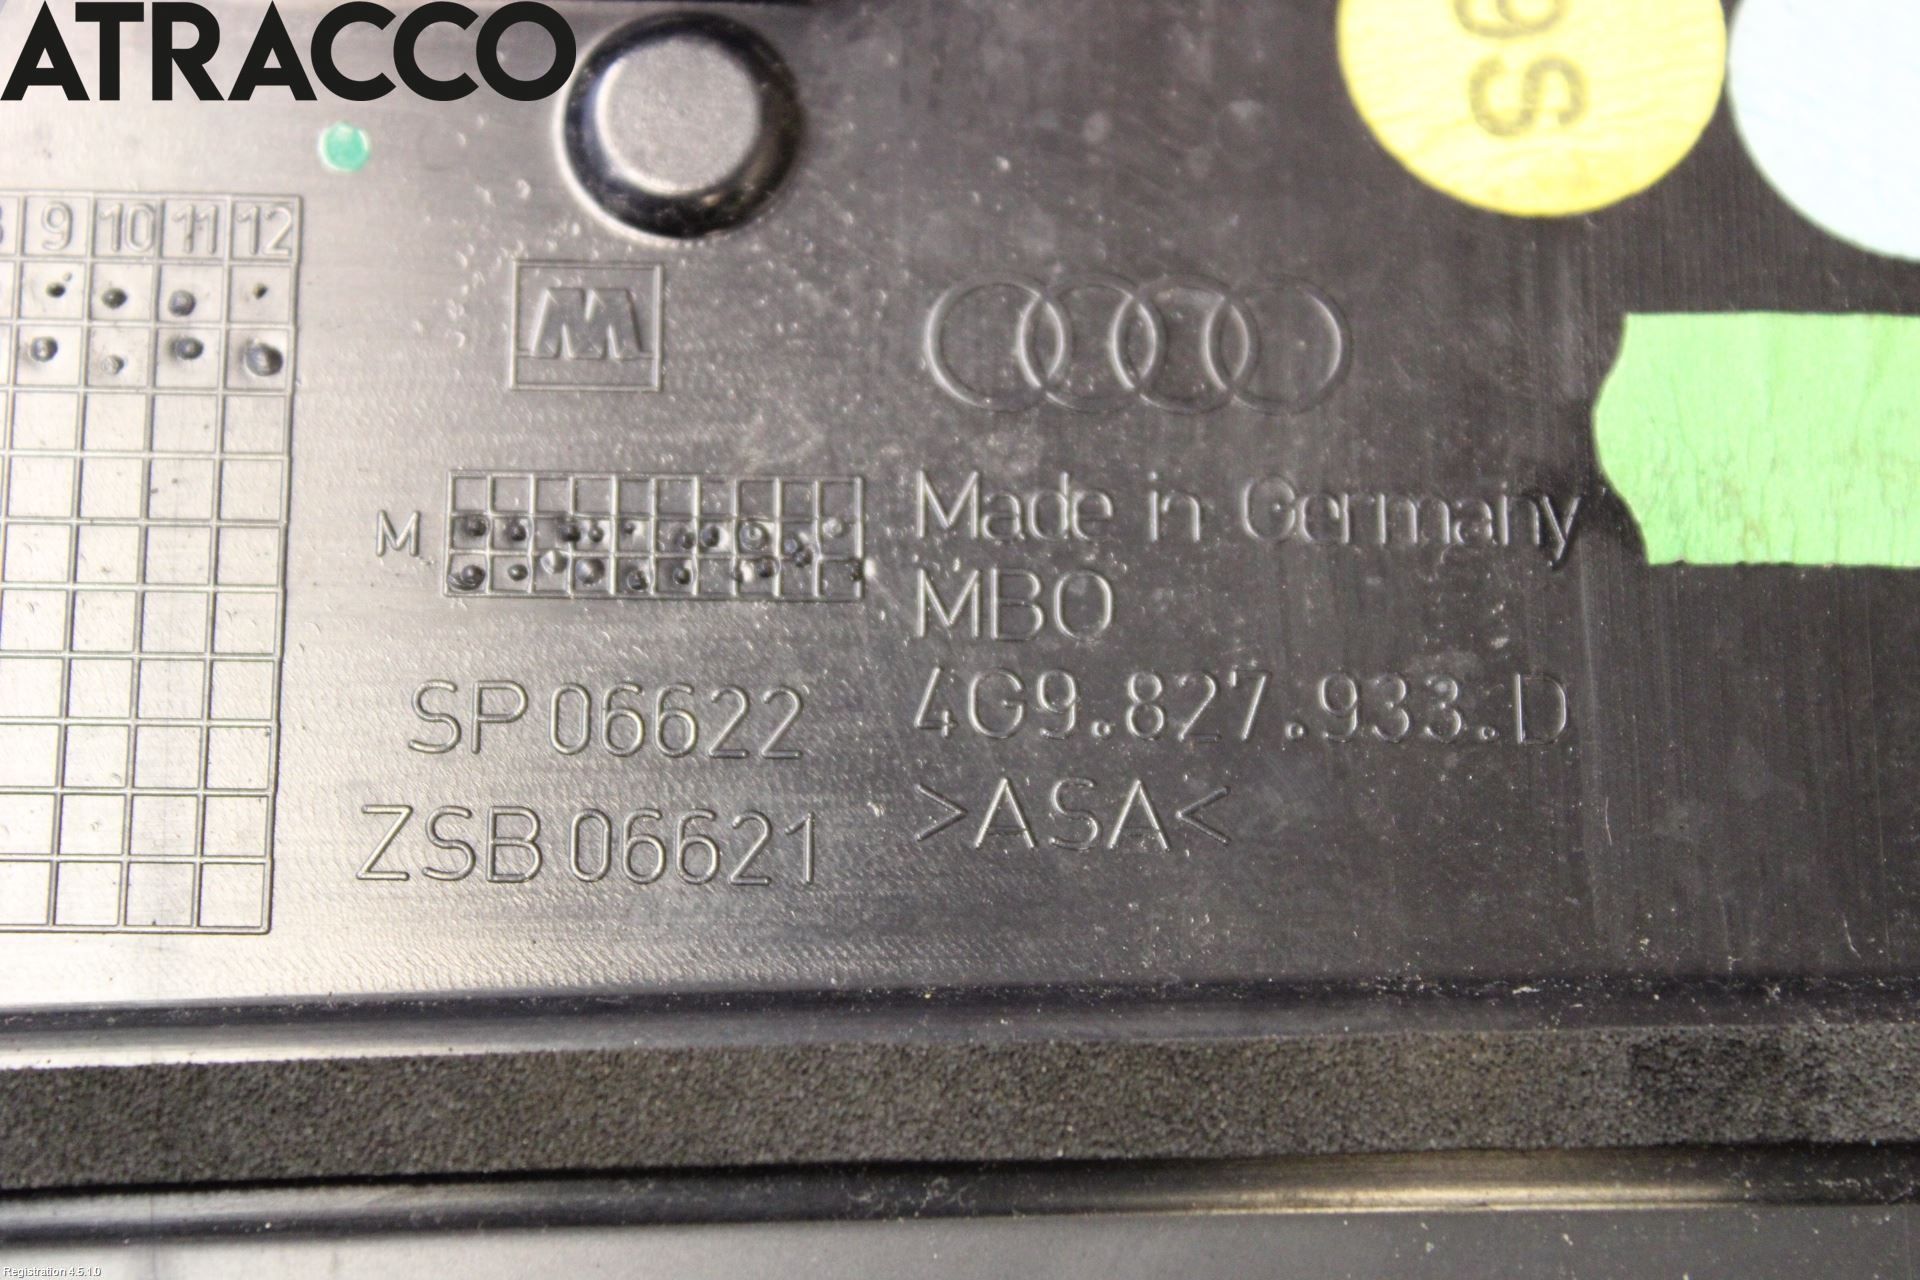 ATRACCO
S6
9 10 11 12
M
M
Made in Germany
MBO
SP 06622
4G9.827.933.D
ZSB 06621
>ASA<
Registration 4.5.1.0